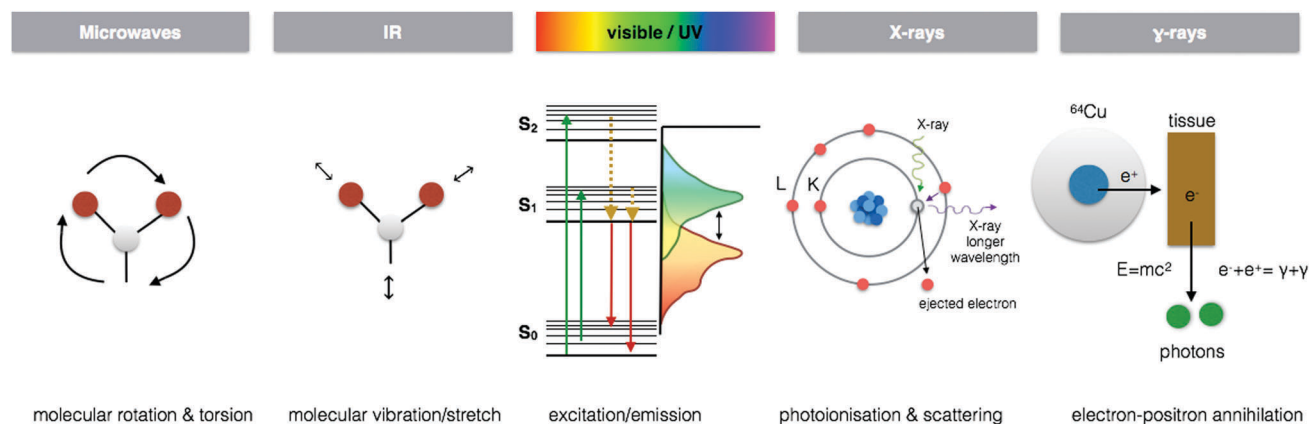 Microwaves
IR
visible / UV
X-rays
γ-rays
S₂
S₁
S₀
L
K
X-ray
X-ray
longer
wavelength
ejected electron
⁶⁴Cu
tissue
e⁺
e⁻
E=mc²
e⁻+e⁺= γ+γ
photons
molecular rotation & torsion
molecular vibration/stretch
excitation/emission
photoionisation & scattering
electron-positron annihilation